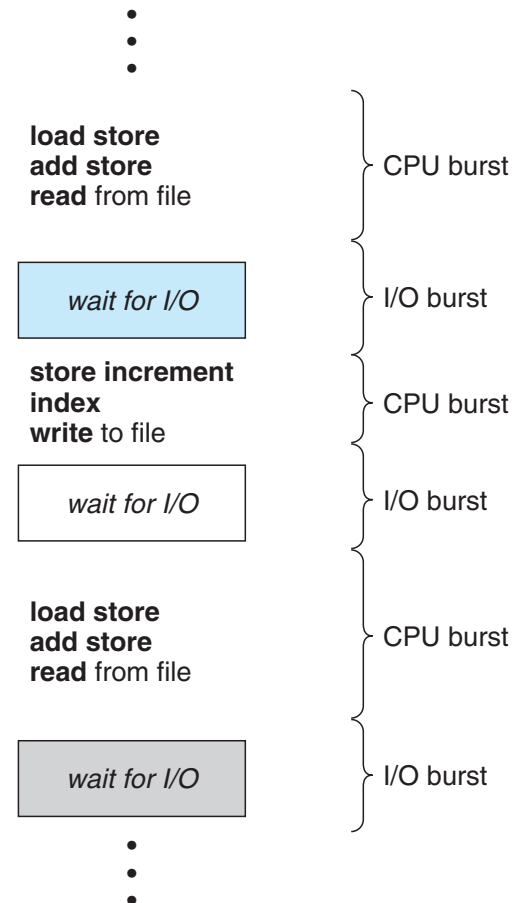 load store
add store
read from file
CPU burst
wait for I/O
I/O burst
store increment
index
write to file
CPU burst
wait for I/O
I/O burst
load store
add store
read from file
CPU burst
wait for I/O
I/O burst